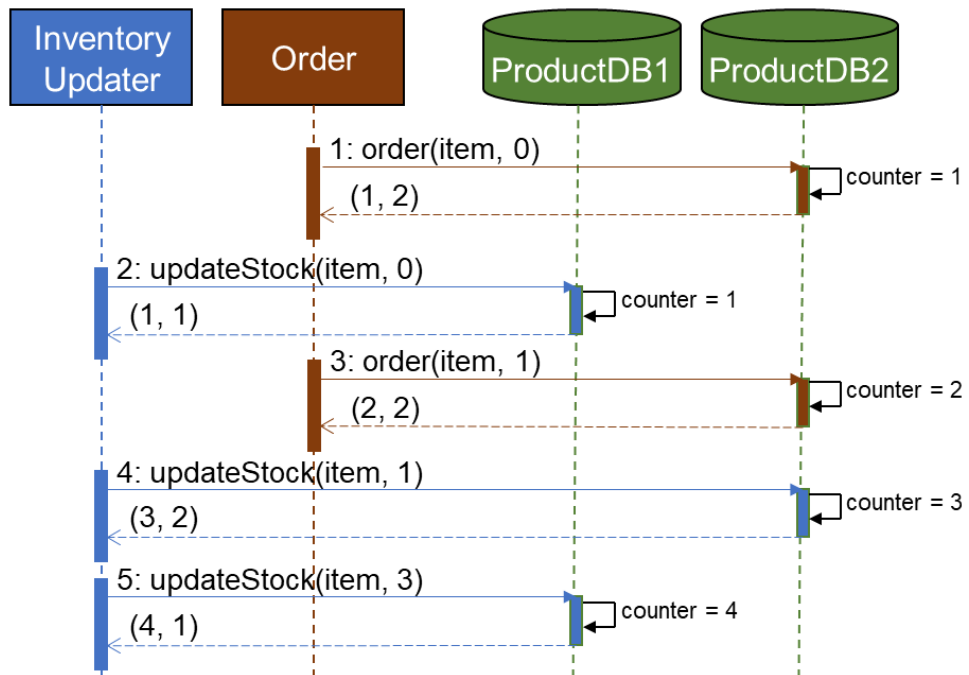 Inventory
Updater
Order
ProductDB1
ProductDB2
1: order(item, 0)
counter = 1
(1, 2)
2: updateStock(item, 0)
counter = 1
(1, 1)
3: order(item, 1)
counter = 2
(2, 2)
4: updateStock(item, 1)
counter = 3
(3, 2)
5: updateStock(item, 3)
counter = 4
(4, 1)